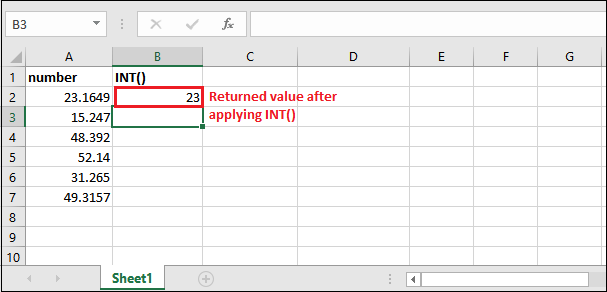 B3
fx
A B C D E F G
1 number INT()
2 23.1649 23 Returned value after
3 15.247 applying INT()
4 48.392
5 52.14
6 31.265
7 49.3157
8
9
10
Sheet1